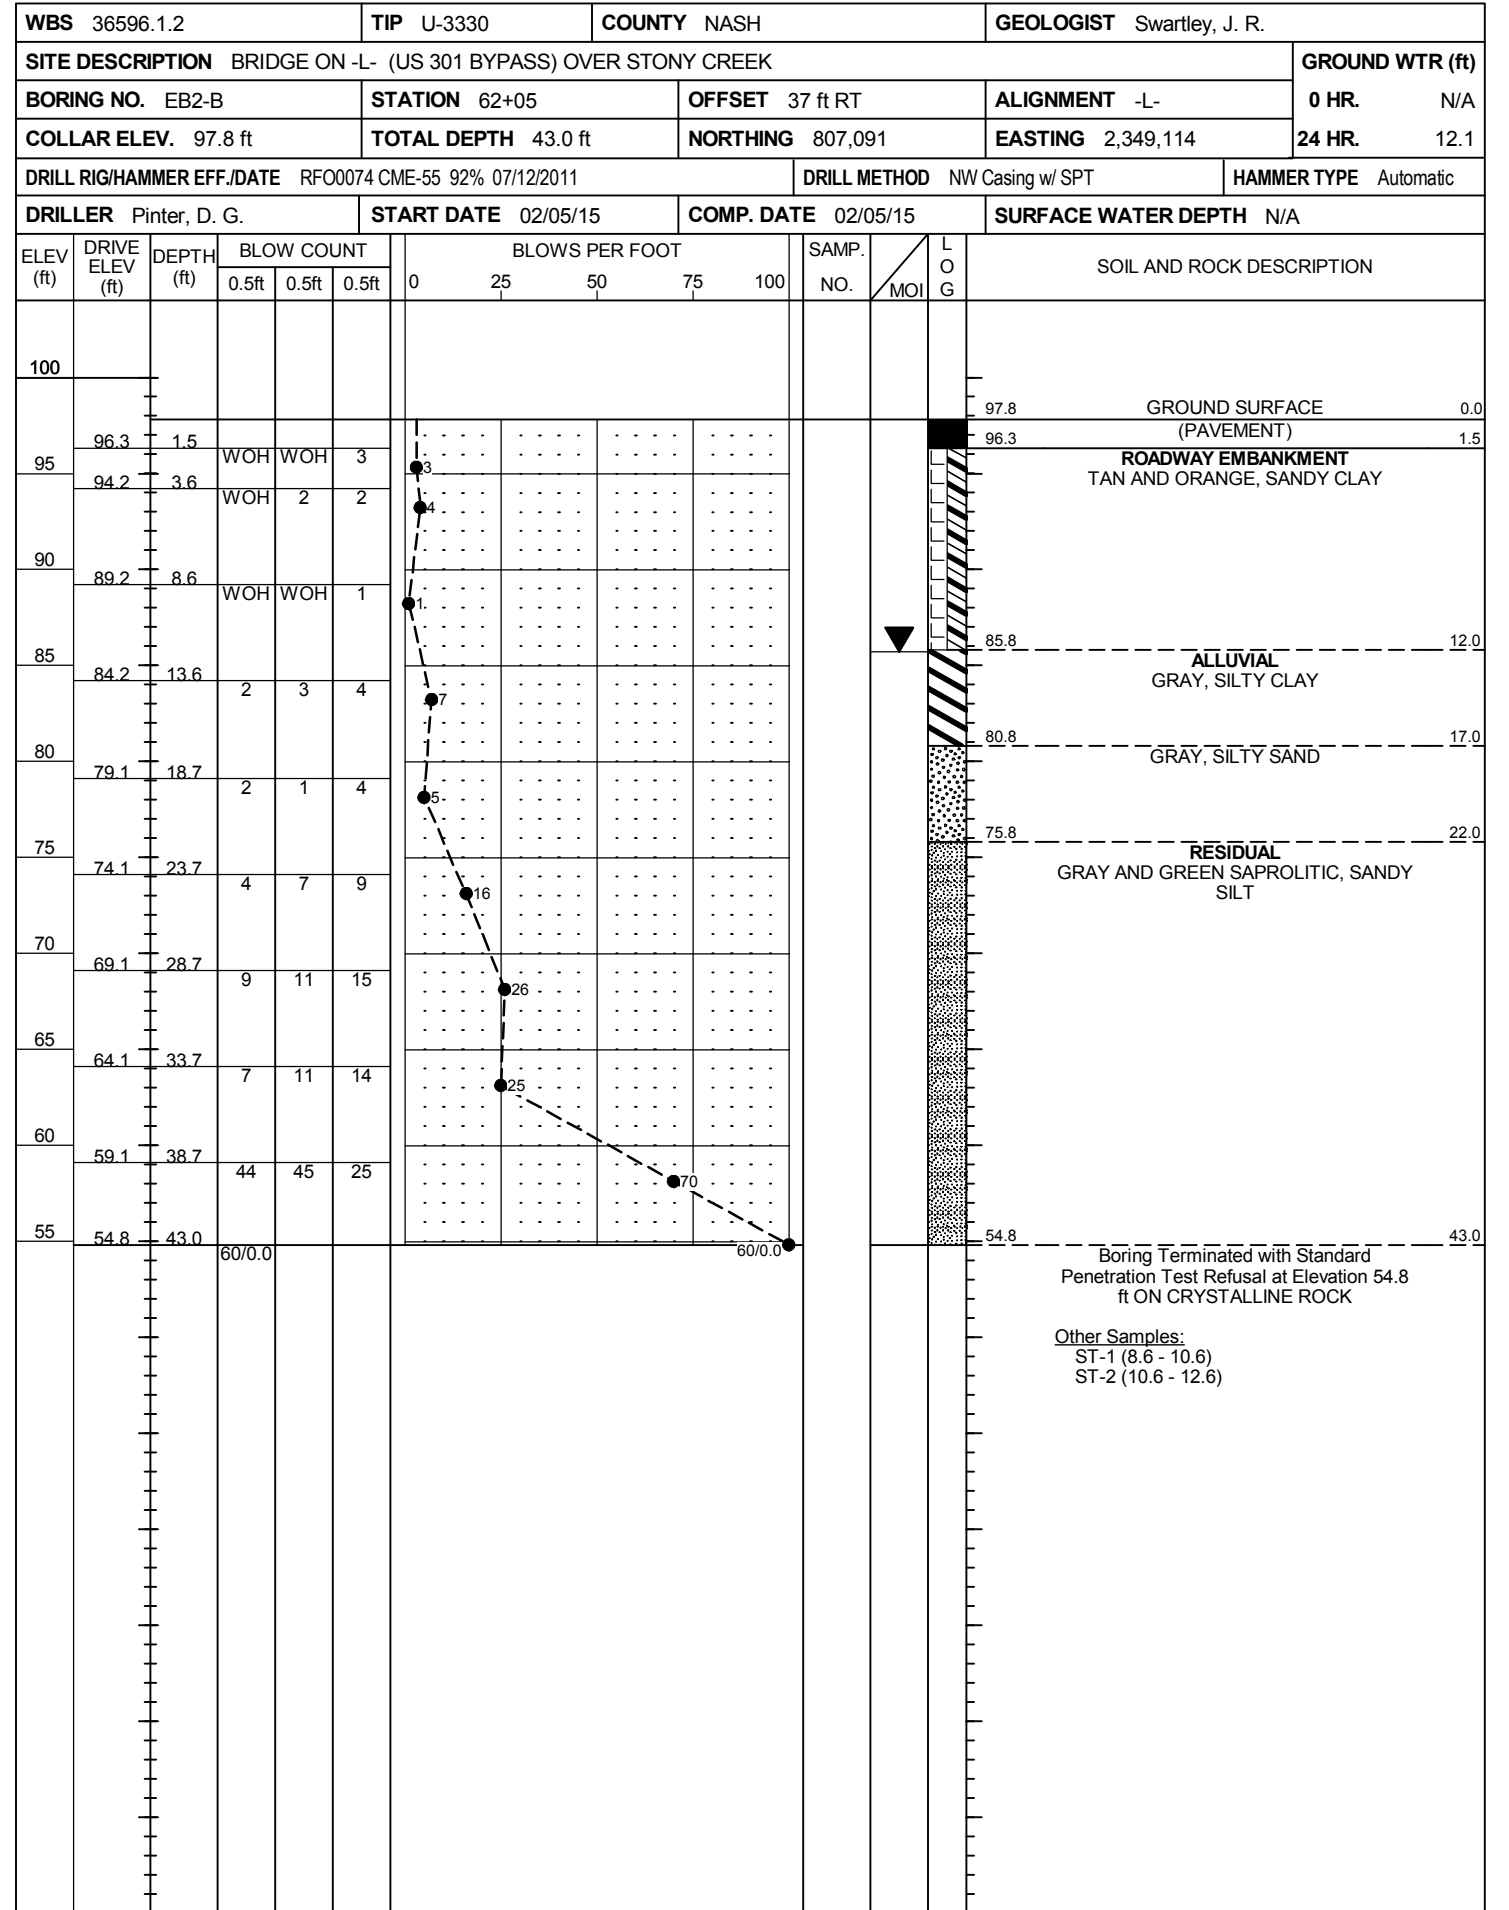 WBS 36596.1.2 TIP U-3330 COUNTY NASH GEOLOGIST Swartley, J. R.
SITE DESCRIPTION BRIDGE ON -L- (US 301 BYPASS) OVER STONY CREEK GROUND WTR (ft)
BORING NO. EB2-B STATION 62+05 OFFSET 37 ft RT ALIGNMENT -L- 0 HR. N/A
COLLAR ELEV. 97.8 ft TOTAL DEPTH 43.0 ft NORTHING 807,091 EASTING 2,349,114 24 HR. 12.1
DRILL RIG/HAMMER EFF./DATE RFO0074 CME-55 92% 07/12/2011 DRILL METHOD NW Casing w/ SPT HAMMER TYPE Automatic
DRILLER Pinter, D. G. START DATE 02/05/15 COMP. DATE 02/05/15 SURFACE WATER DEPTH N/A
ELEV (ft) DRIVE ELEV (ft) DEPTH (ft) BLOW COUNT BLOWS PER FOOT SAMP. NO. MOI LOG SOIL AND ROCK DESCRIPTION
0.5ft 0.5ft 0.5ft 0 25 50 75 100
100
97.8 GROUND SURFACE 0.0
(PAVEMENT)
96.3 1.5 96.3 1.5
WOH WOH 3 3 ROADWAY EMBANKMENT
95 TAN AND ORANGE, SANDY CLAY
94.2 3.6
WOH 2 2 4
90
89.2 8.6
WOH WOH 1 1
85.8 12.0
85 ALLUVIAL
84.2 13.6 GRAY, SILTY CLAY
2 3 4 7
80.8 17.0
80 GRAY, SILTY SAND
79.1 18.7
2 1 4 5
75.8 22.0
75 RESIDUAL
74.1 23.7 GRAY AND GREEN SAPROLITIC, SANDY
4 7 9 16 SILT
70
69.1 28.7
9 11 15 26
65
64.1 33.7
7 11 14 25
60
59.1 38.7
44 45 25 70
55 54.8 43.0 54.8 43.0
60/0.0 60/0.0 Boring Terminated with Standard
Penetration Test Refusal at Elevation 54.8
ft ON CRYSTALLINE ROCK
Other Samples:
ST-1 (8.6 - 10.6)
ST-2 (10.6 - 12.6)